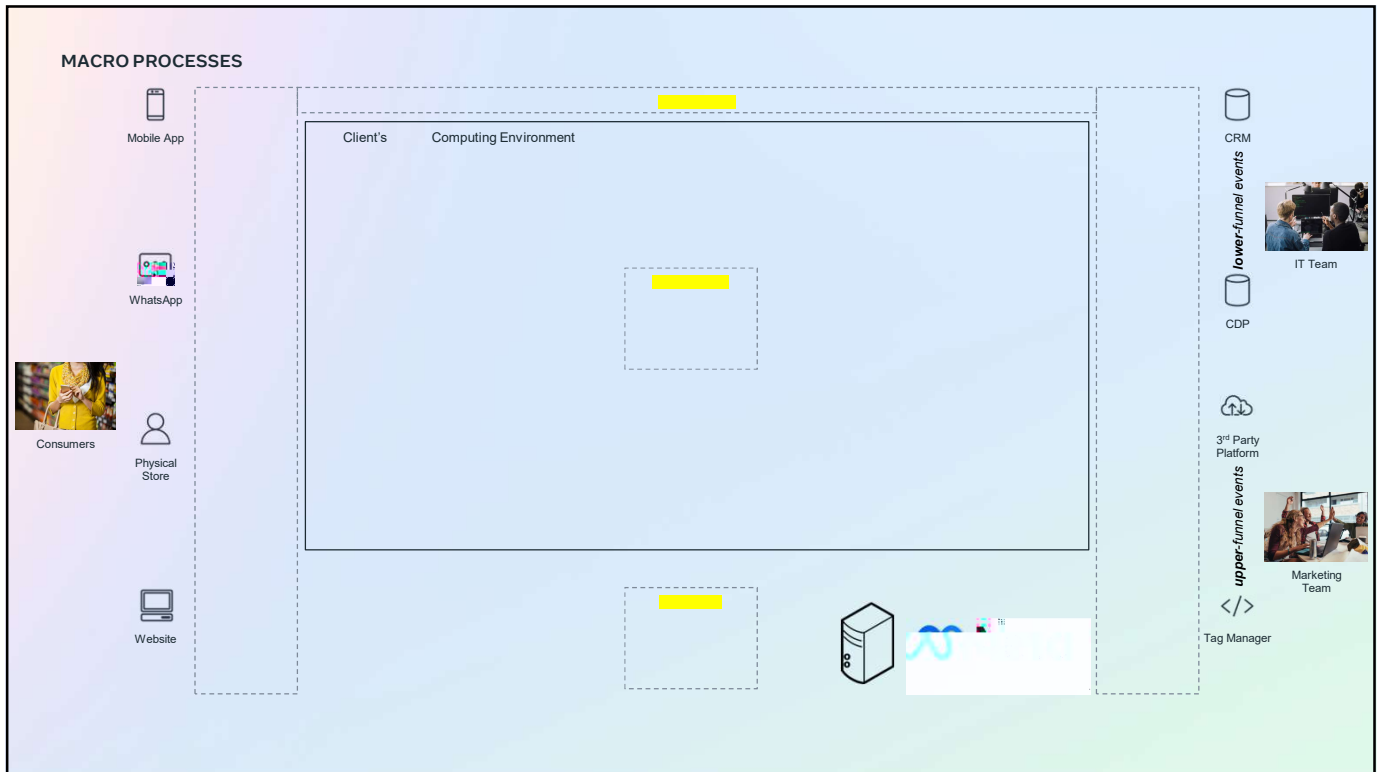 MACRO PROCESSES
Mobile App
Client's Computing Environment
CRM
lower-funnel events
IT Team
WhatsApp
CDP
Consumers
Physical
Store
3rd Party
Platform
upper-funnel events
Marketing
Team
Website
Tag Manager